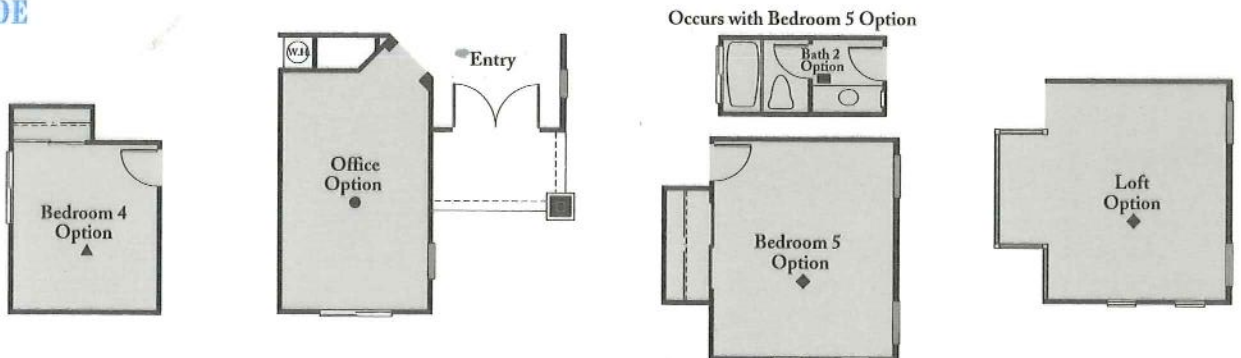 DE
Occurs with Bedroom 5 Option
W.H.
Entry
Bath 2
Option
Office
Option
Loft
Option
Bedroom 4
Option
Bedroom 5
Option